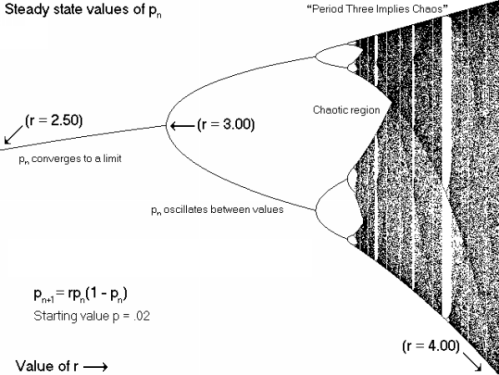 Steady state values of pn
“Period Three Implies Chaos”
(r = 2.50)
(r = 3.00)
Chaotic region
pn converges to a limit
pn oscillates between values
pn+1 = rpn(1 - pn)
Starting value p = .02
(r = 4.00)
Value of r →